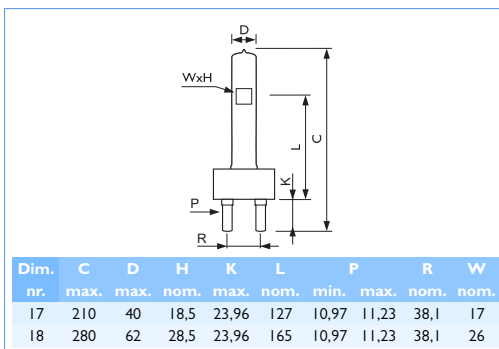 D
WxH
L
C
K
P
R
Dim. C D H K L P R W
nr. max. max. nom. max. nom. min. max. nom. nom.
17 210 40 18,5 23,96 127 10,97 11,23 38,1 17
18 280 62 28,5 23,96 165 10,97 11,23 38,1 26